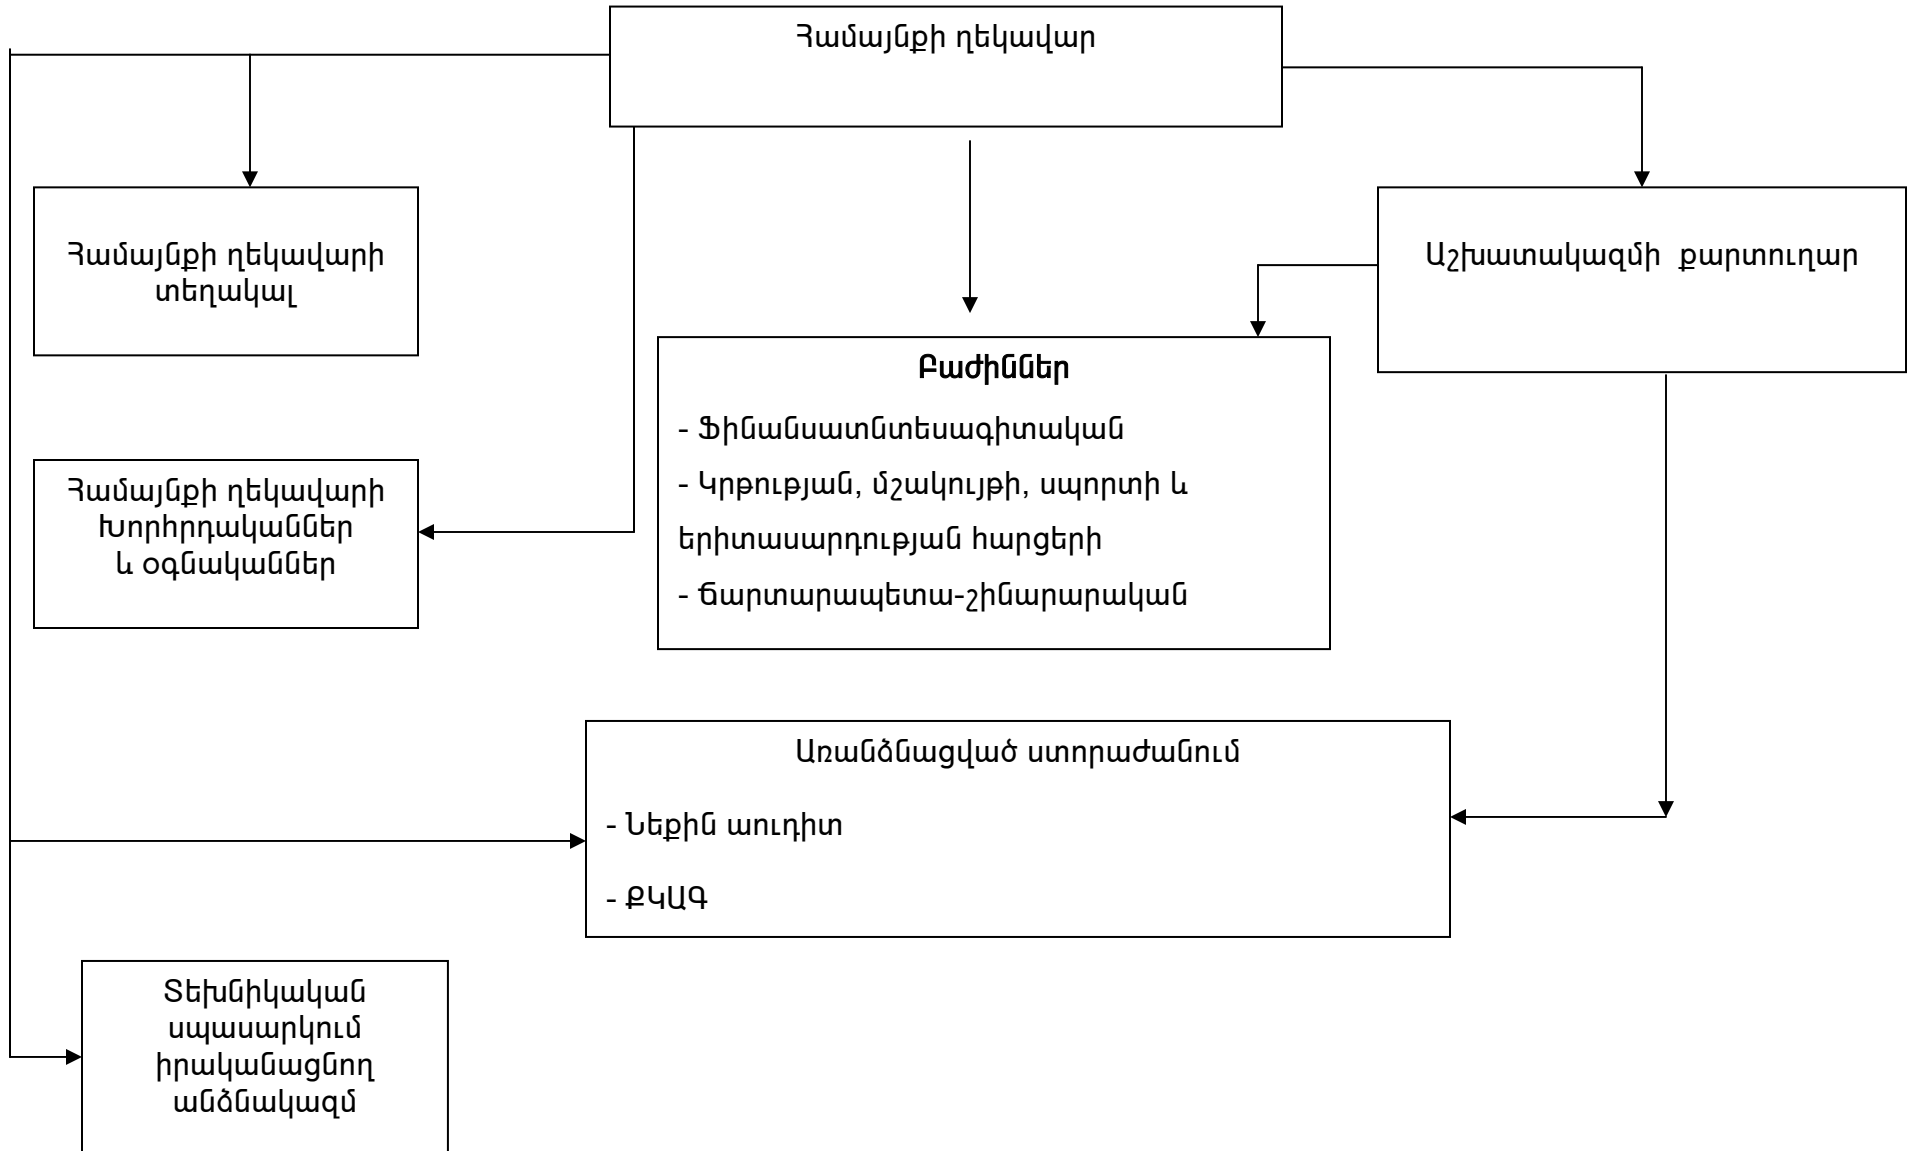 Համայնքի ղեկավար
Համայնքի ղեկավարի
տեղակալ
Աշխատակազմի քարտուղար
Բաժիններ
- Ֆինանսատնտեսագիտական
- Կրթության, մշակույթի, սպորտի և
երիտասարդության հարցերի
- Ճարտարապետա-շինարարական
Համայնքի ղեկավարի
Խորհրդականներ
և օգնականներ
Առանձնացված ստորաժանում
- Ներքին աուդիտ
- ՔԿԱԳ
Տեխնիկական
սպասարկում
իրականացնող
անձնակազմ